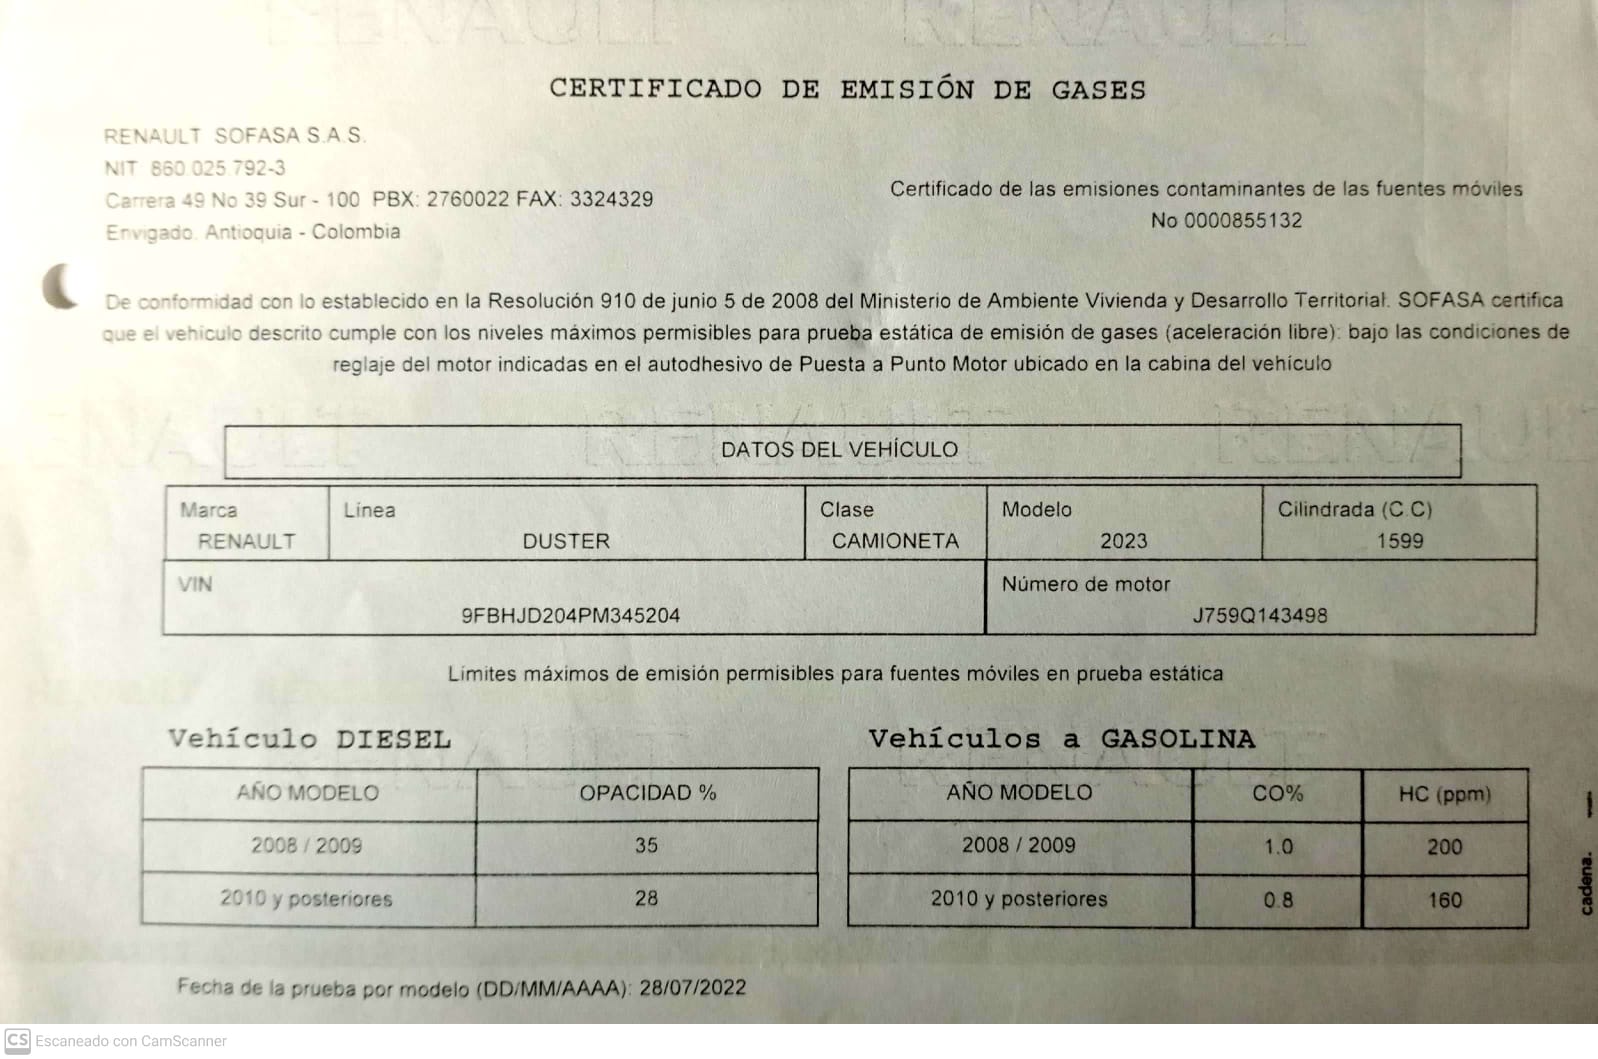 CERTIFICADO DE EMISIÓN DE GASES
RENAULT SOFASA S.A.S.
NIT 860.025.792-3
Carrera 49 No 39 Sur - 100 PBX: 2760022 FAX: 3324329
Envigado. Antioquia - Colombia
Certificado de las emisiones contaminantes de las fuentes móviles
No 0000855132
De conformidad con lo establecido en la Resolución 910 de junio 5 de 2008 del Ministerio de Ambiente Vivienda y Desarrollo Territorial. SOFASA certifica
que el vehículo descrito cumple con los niveles máximos permisibles para prueba estática de emisión de gases (aceleración libre): bajo las condiciones de
reglaje del motor indicadas en el autodhesivo de Puesta a Punto Motor ubicado en la cabina del vehículo
DATOS DEL VEHÍCULO
Marca Línea Clase Modelo Cilindrada (C.C)
RENAULT DUSTER CAMIONETA 2023 1599
VIN Número de motor
9FBHJD204PM345204 J759Q143498
Límites máximos de emisión permisibles para fuentes móviles en prueba estática
Vehículo DIESEL
AÑO MODELO OPACIDAD %
2008 / 2009 35
2010 y posteriores 28
Vehículos a GASOLINA
AÑO MODELO CO% HC (ppm)
2008 / 2009 1.0 200
2010 y posteriores 0.8 160
Fecha de la prueba por modelo (DD/MM/AAAA): 28/07/2022
cadena.
CS Escaneado con CamScanner
RENAULT